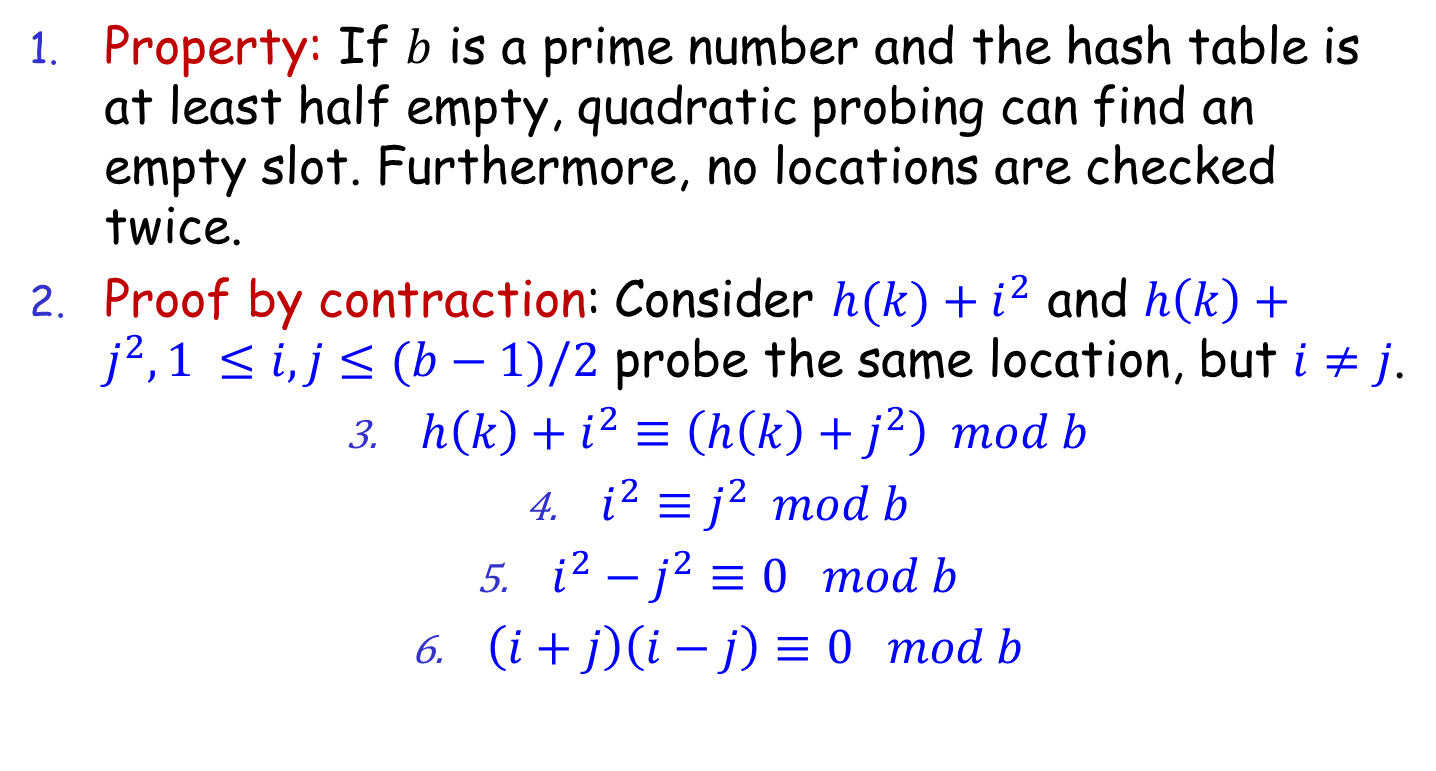 1. Property: If b is a prime number and the hash table is
at least half empty, quadratic probing can find an
empty slot. Furthermore, no locations are checked
twice.
2. Proof by contraction: Consider h(k) + i² and h(k) +
j², 1 ≤ i, j ≤ (b − 1)/2 probe the same location, but i ≠ j.
3. h(k) + i² ≡ (h(k) + j²) mod b
4. i² ≡ j² mod b
5. i² − j² ≡ 0 mod b
6. (i + j)(i − j) ≡ 0 mod b